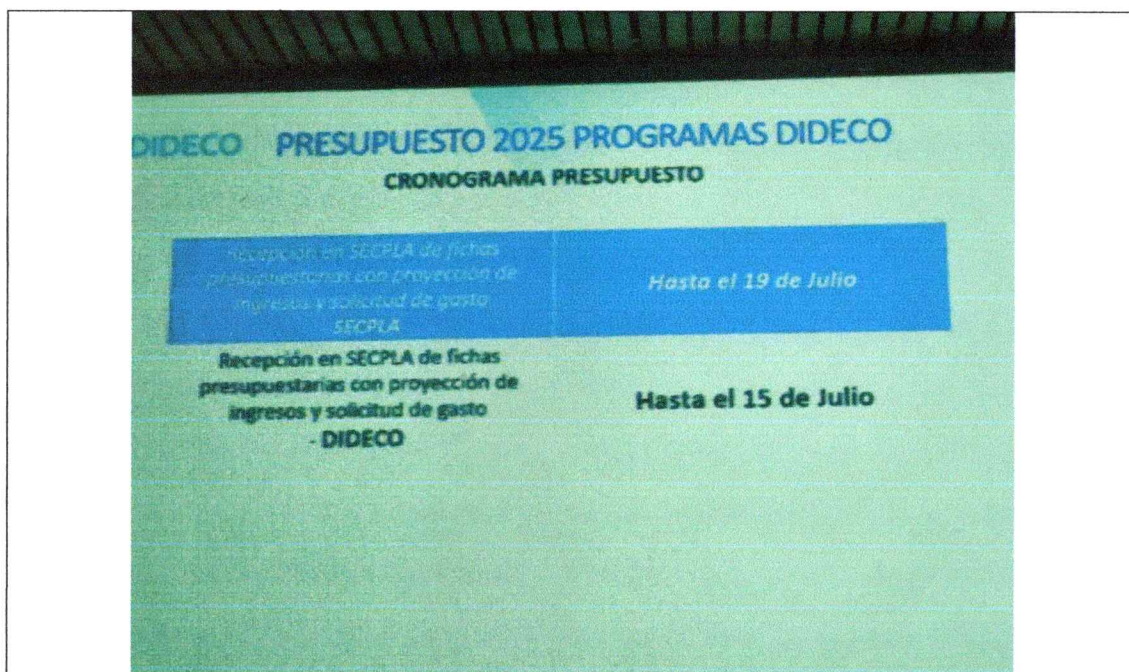 DIDECO PRESUPUESTO 2025 PROGRAMAS DIDECO
CRONOGRAMA PRESUPUESTO
Recepción en SECPLA de fichas
presupuestarias con proyección de
ingresos y solicitud de gasto
SECPLA
Hasta el 19 de Julio
Recepción en SECPLA de fichas
presupuestarias con proyección de
ingresos y solicitud de gasto
- DIDECO
Hasta el 15 de Julio